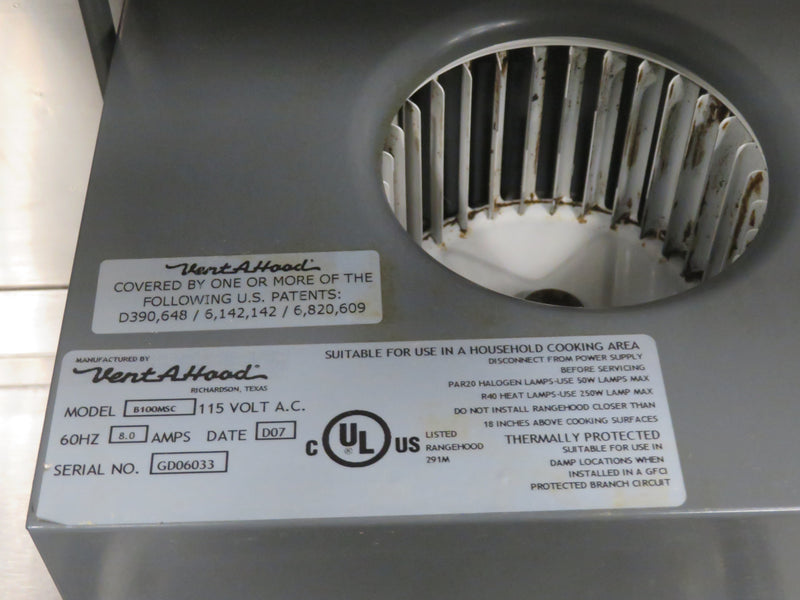 Vent A Hood
COVERED BY ONE OR MORE OF THE
FOLLOWING U.S. PATENTS:
D390,648 / 6,142,142 / 6,820,609
MANUFACTURED BY
Vent A Hood
RICHARDSON, TEXAS
MODEL B100MSC 115 VOLT A.C.
60HZ 8.0 AMPS DATE D07
SERIAL NO. GD06033
C UL ® US
LISTED
RANGEHOOD
291M
SUITABLE FOR USE IN A HOUSEHOLD COOKING AREA
DISCONNECT FROM POWER SUPPLY
BEFORE SERVICING
PAR20 HALOGEN LAMPS-USE 50W LAMPS MAX
R40 HEAT LAMPS-USE 250W LAMP MAX
DO NOT INSTALL RANGEHOOD CLOSER THAN
18 INCHES ABOVE COOKING SURFACES
THERMALLY PROTECTED
SUITABLE FOR USE IN
DAMP LOCATIONS WHEN
INSTALLED IN A GFCI
PROTECTED BRANCH CIRCUIT